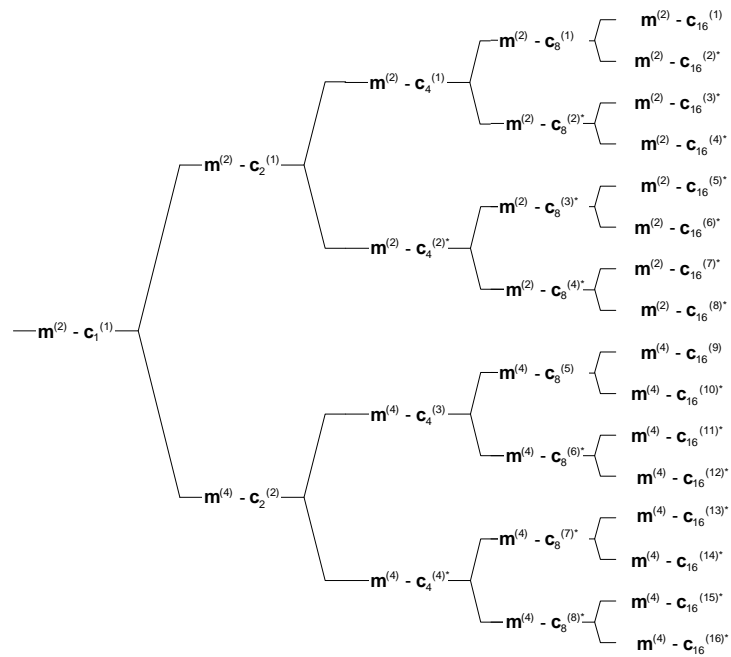 m(2) - c16(1)
m(2) - c8(1)
m(2) - c16(2)*
m(2) - c4(1)
m(2) - c16(3)*
m(2) - c8(2)*
m(2) - c16(4)*
m(2) - c2(1)
m(2) - c16(5)*
m(2) - c8(3)*
m(2) - c16(6)*
m(2) - c4(2)*
m(2) - c16(7)*
m(2) - c8(4)*
m(2) - c16(8)*
m(2) - c1(1)
m(4) - c16(9)
m(4) - c8(5)
m(4) - c16(10)*
m(4) - c4(3)
m(4) - c16(11)*
m(4) - c8(6)*
m(4) - c16(12)*
m(4) - c2(2)
m(4) - c16(13)*
m(4) - c8(7)*
m(4) - c16(14)*
m(4) - c4(4)*
m(4) - c16(15)*
m(4) - c8(8)*
m(4) - c16(16)*